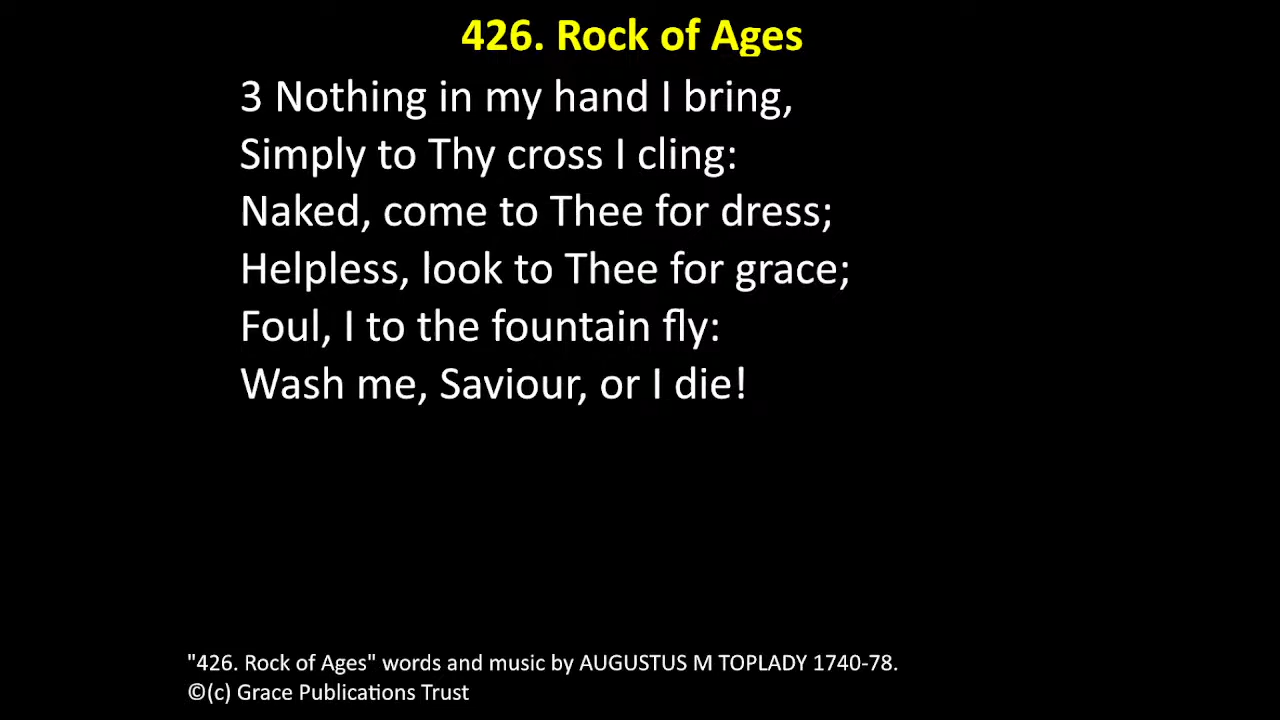 426. Rock of Ages
3 Nothing in my hand I bring,
Simply to Thy cross I cling:
Naked, come to Thee for dress;
Helpless, look to Thee for grace;
Foul, I to the fountain fly:
Wash me, Saviour, or I die!
"426. Rock of Ages" words and music by AUGUSTUS M TOPLADY 1740-78.
©(c) Grace Publications Trust